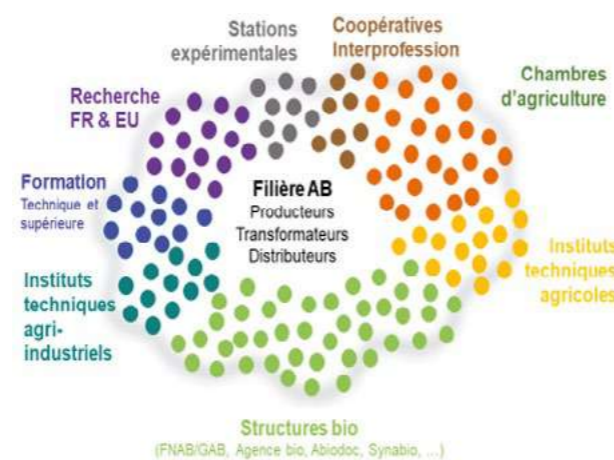 Stations
expérimentales
Coopératives
Interprofession
Chambres
d'agriculture
Recherche
FR & EU
Formation
Technique et
supérieure
Filière AB
Producteurs
Transformateurs
Distributeurs
Instituts
techniques
agricoles
Instituts
techniques
agri-
industriels
Structures bio
(FNAB/GAB, Agence bio, Abiodoc, Synabio, ...)